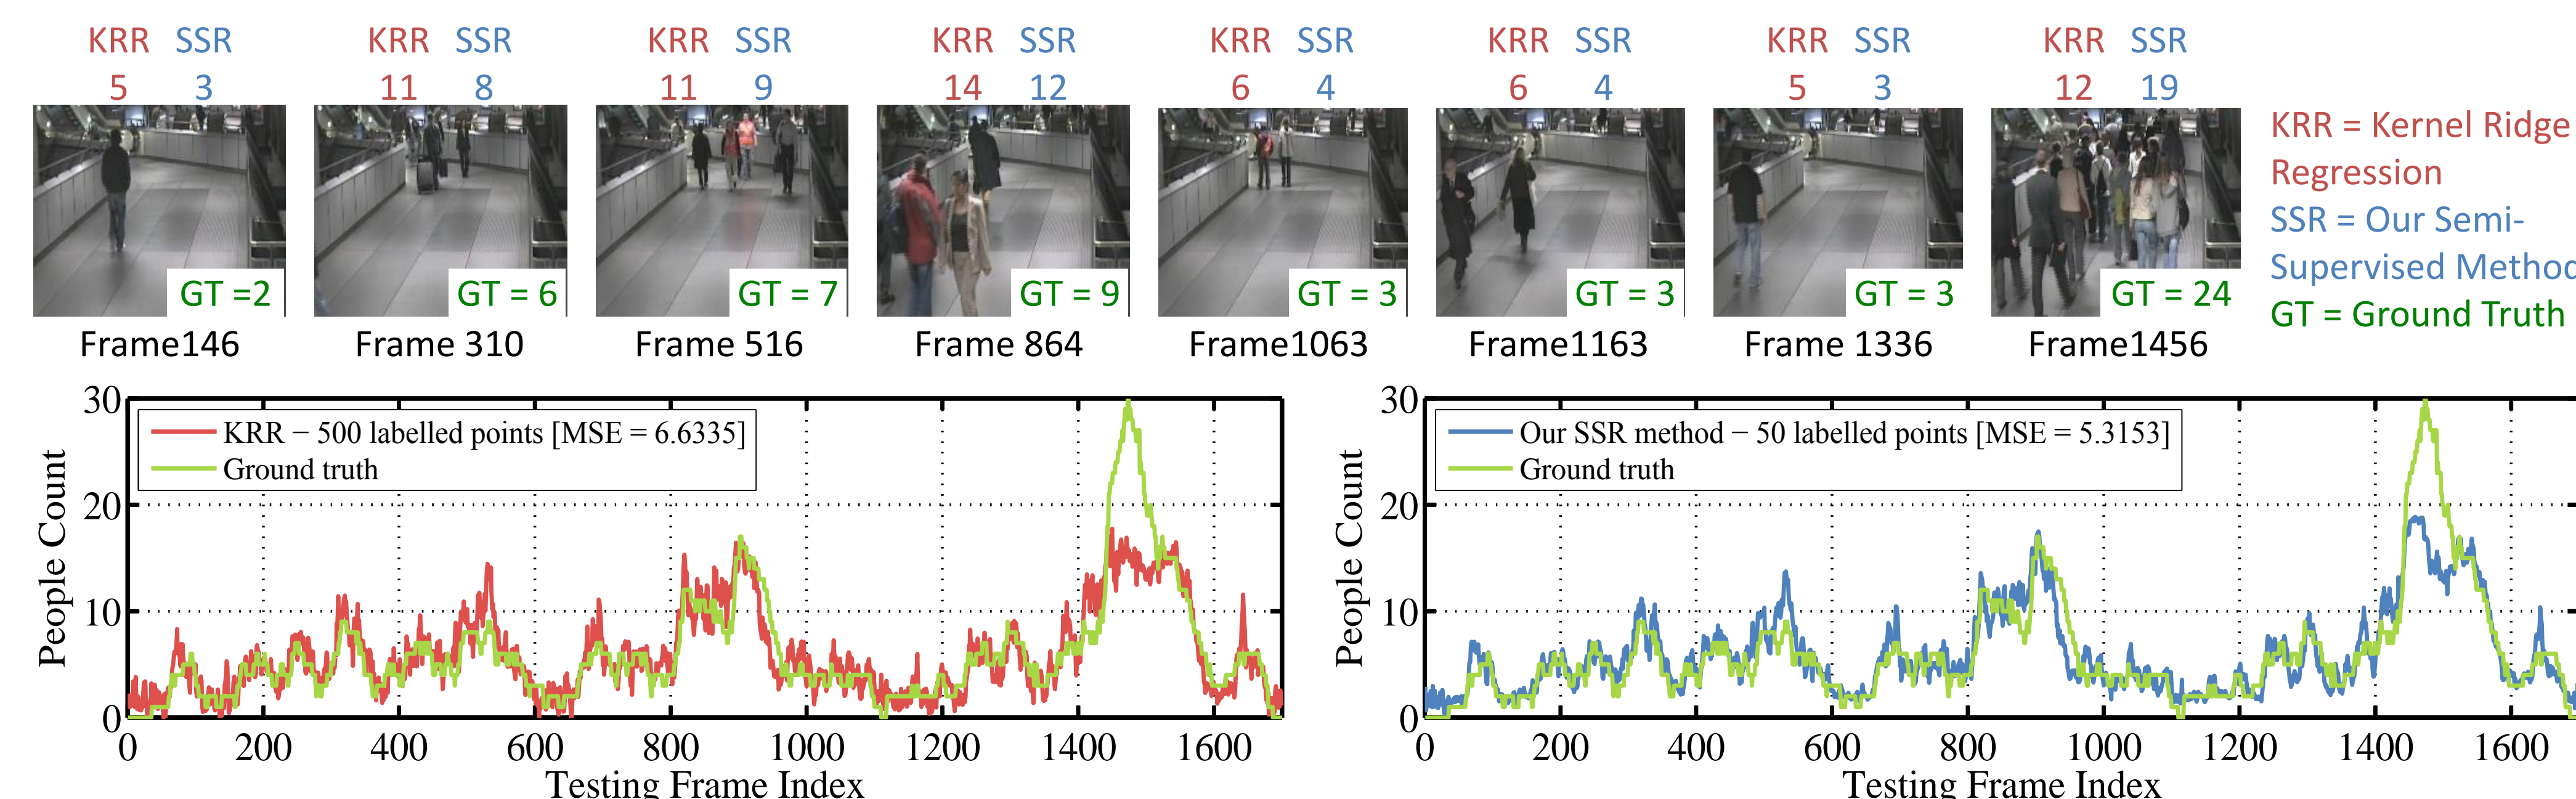 KRR SSR KRR SSR KRR SSR KRR SSR KRR SSR KRR SSR KRR SSR KRR SSR
5 3 11 8 11 9 14 12 6 4 6 4 5 3 12 19
KRR = Kernel Ridge
Regression
SSR = Our Semi-
Supervised Method
GT = Ground Truth
GT =2 GT = 6 GT = 7 GT = 9 GT = 3 GT = 3 GT = 3 GT = 24
Frame146 Frame 310 Frame 516 Frame 864 Frame1063 Frame1163 Frame 1336 Frame1456
KRR − 500 labelled points [MSE = 6.6335]
Ground truth
People Count
30
20
10
0
0 200 400 600 800 1000 1200 1400 1600
Testing Frame Index
Our SSR method − 50 labelled points [MSE = 5.3153]
Ground truth
People Count
30
20
10
0
0 200 400 600 800 1000 1200 1400 1600
Testing Frame Index